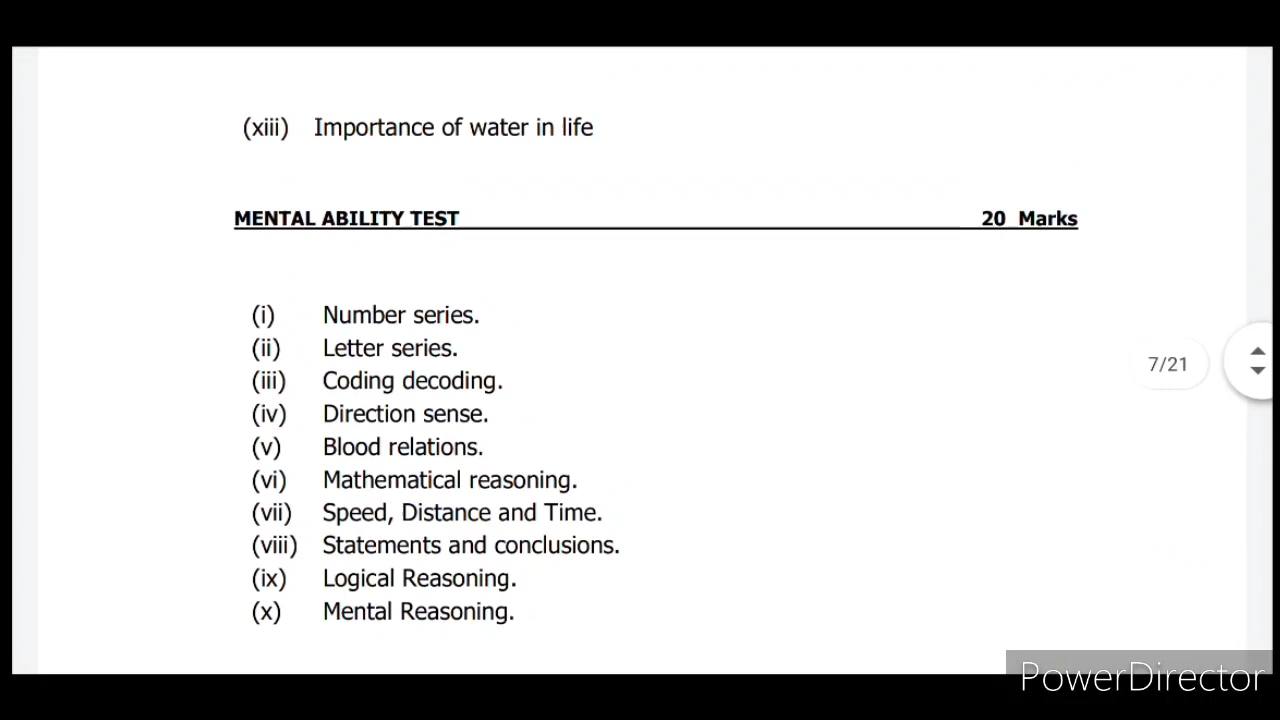 (xiii) Importance of water in life
MENTAL ABILITY TEST 20 Marks
(i) Number series.
(ii) Letter series.
(iii) Coding decoding.
(iv) Direction sense.
7/21
(v) Blood relations.
(vi) Mathematical reasoning.
(vii) Speed, Distance and Time.
(viii) Statements and conclusions.
(ix) Logical Reasoning.
(x) Mental Reasoning.
PowerDirector